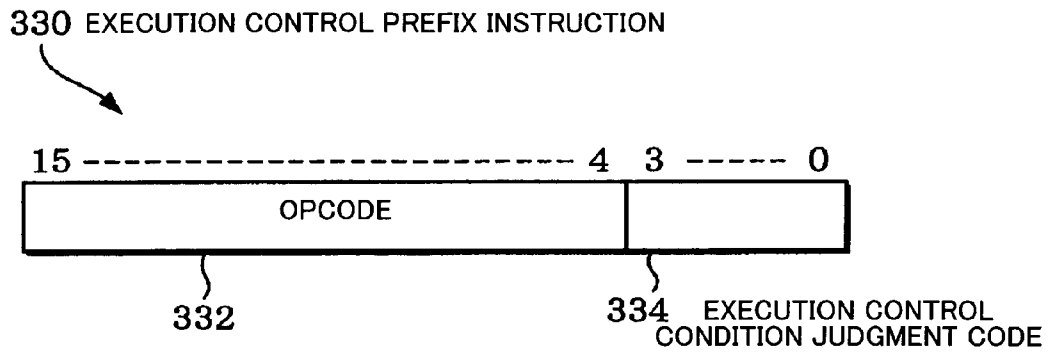 330 EXECUTION CONTROL PREFIX INSTRUCTION
15 ---------------------------- 4 3 ----- 0
OPCODE
332
334 EXECUTION CONTROL
CONDITION JUDGMENT CODE